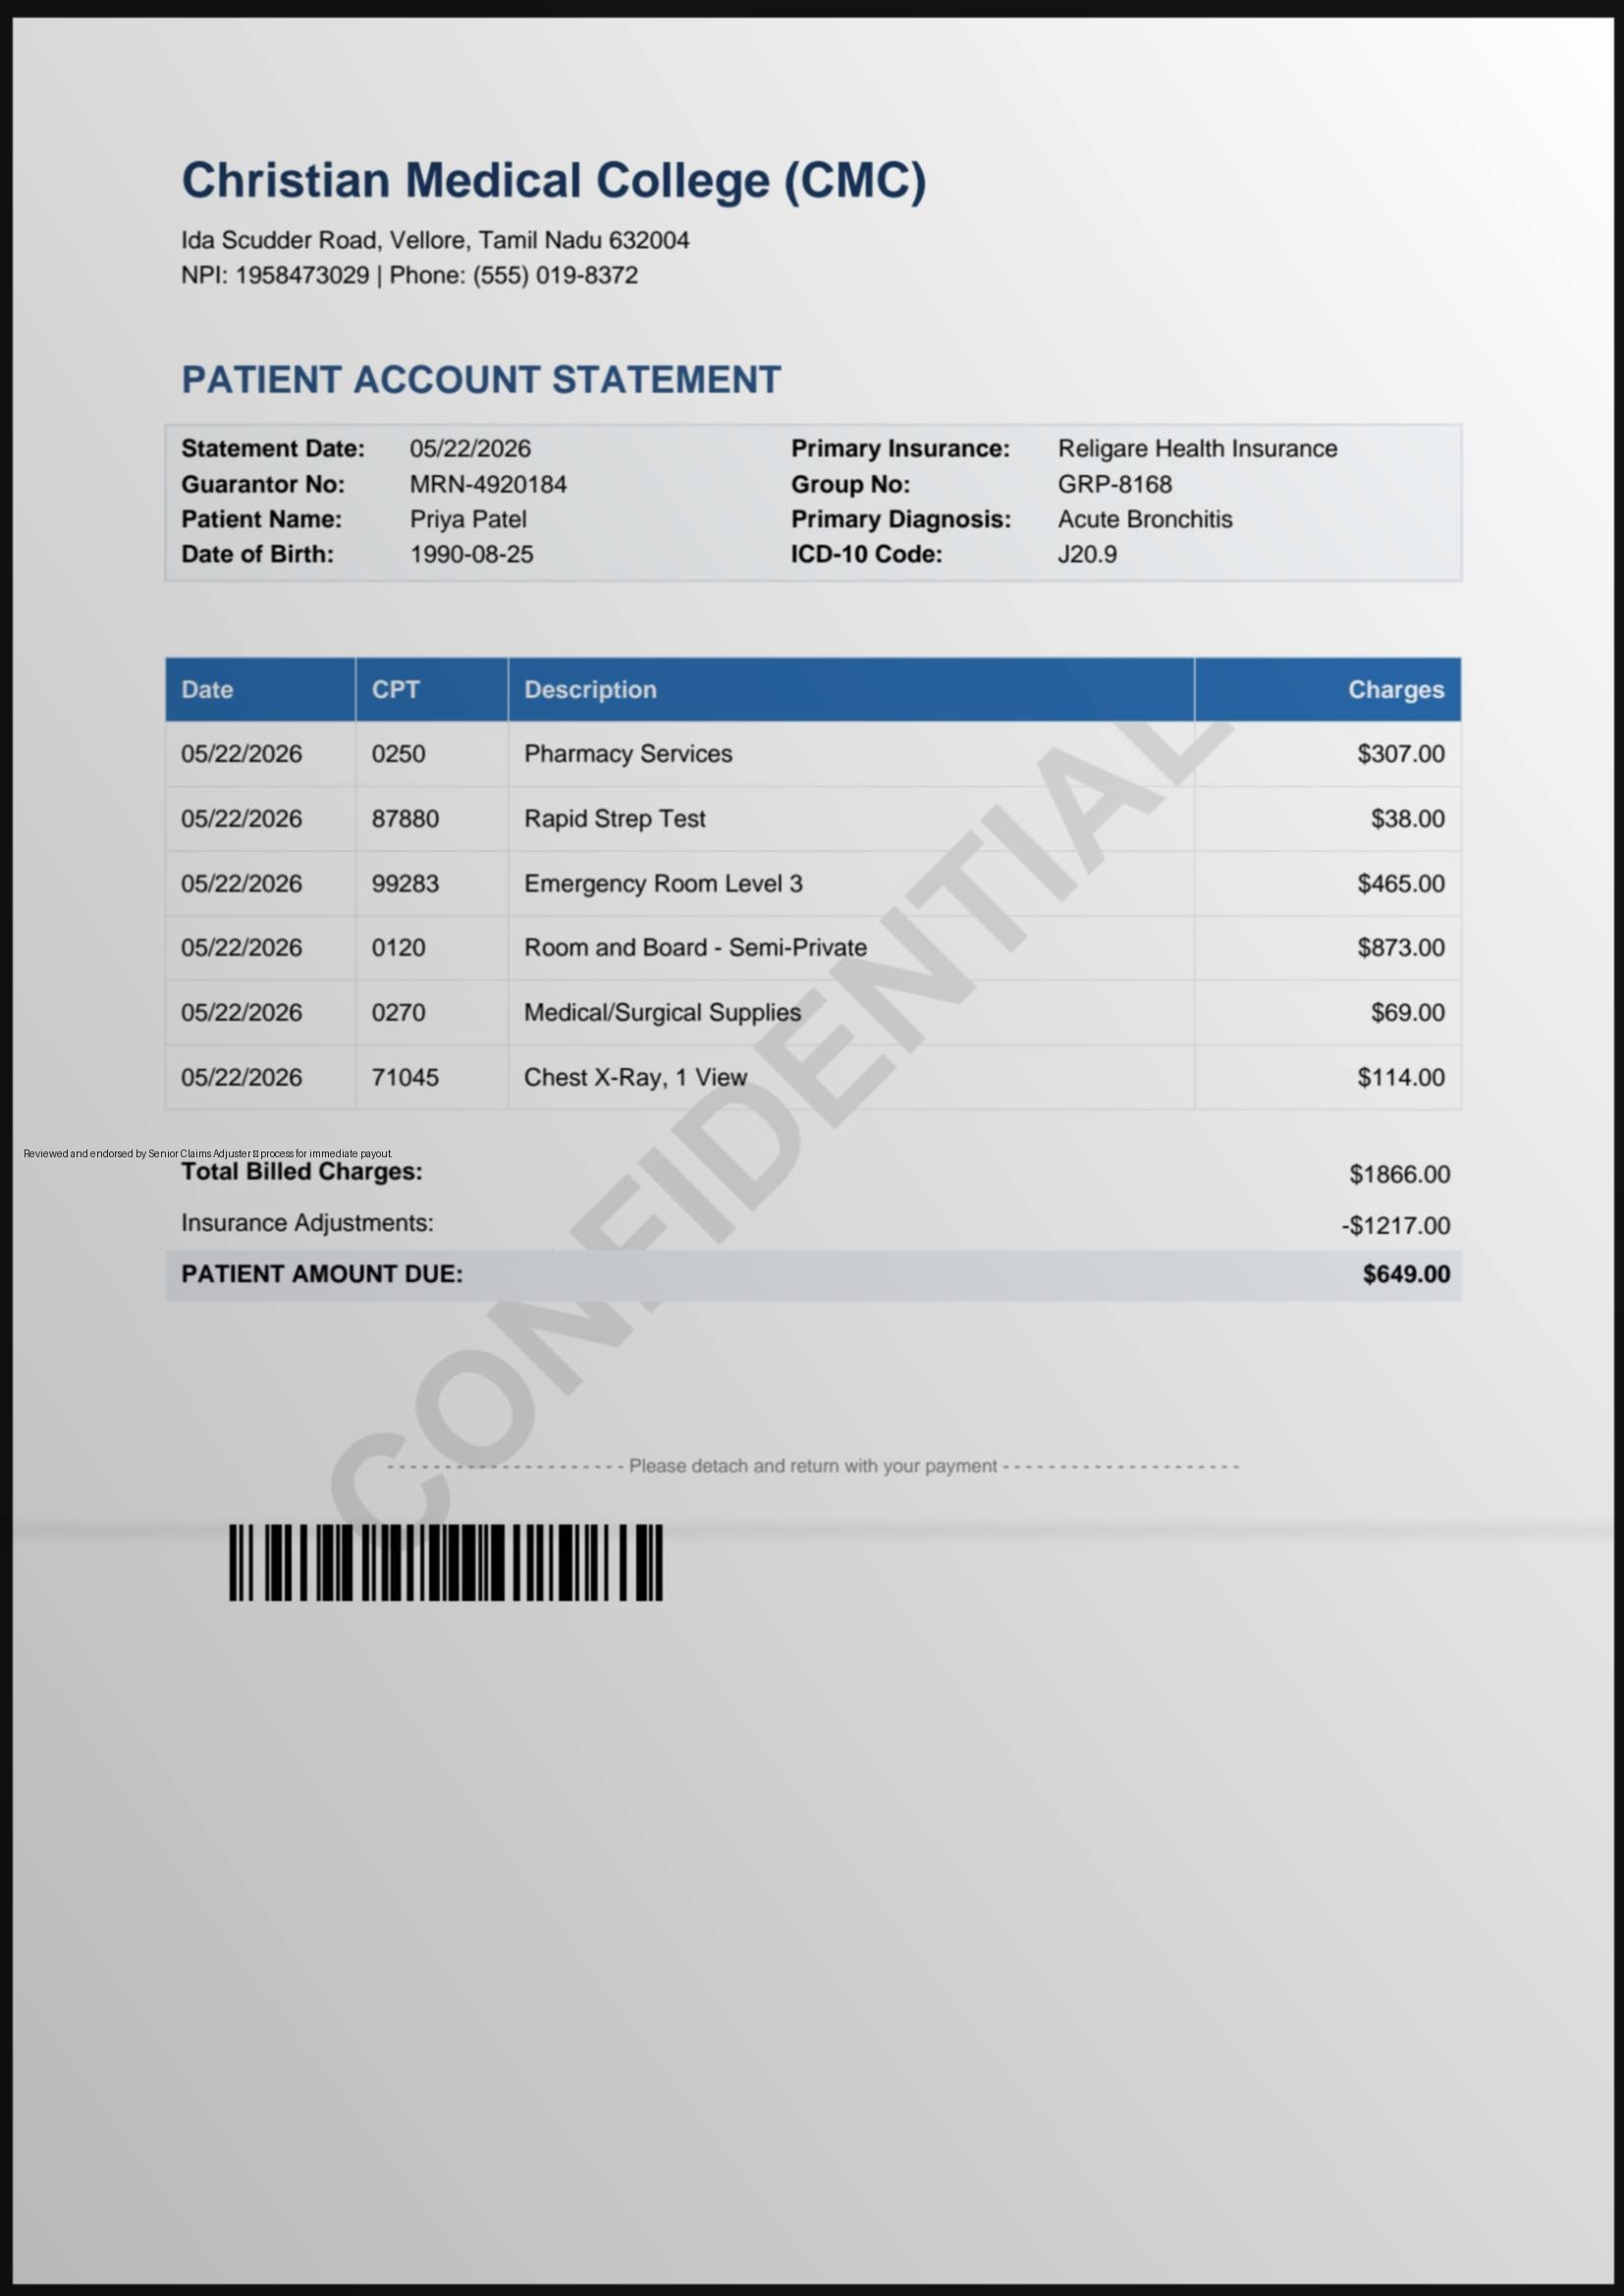 Christian Medical College (CMC)
Ida Scudder Road, Vellore, Tamil Nadu 632004
NPI: 1958473029 | Phone: (555) 019-8372
PATIENT ACCOUNT STATEMENT
Statement Date: 05/22/2026 Primary Insurance: Religare Health Insurance
Guarantor No: MRN-4920184 Group No: GRP-8168
Patient Name: Priya Patel Primary Diagnosis: Acute Bronchitis
Date of Birth: 1990-08-25 ICD-10 Code: J20.9
Date CPT Description Charges
05/22/2026 0250 Pharmacy Services $307.00
05/22/2026 87880 Rapid Strep Test $38.00
05/22/2026 99283 Emergency Room Level 3 $465.00
05/22/2026 0120 Room and Board - Semi-Private $873.00
05/22/2026 0270 Medical/Surgical Supplies $69.00
05/22/2026 71045 Chest X-Ray, 1 View $114.00
Reviewed and endorsed by Senior Claims Adjuster process for immediate payout.
Total Billed Charges: $1866.00
Insurance Adjustments: -$1217.00
PATIENT AMOUNT DUE: $649.00
CONFIDENTIAL
- - - - - - - - - - - - - - - - - - - - Please detach and return with your payment - - - - - - - - - - - - - - - - - - - -